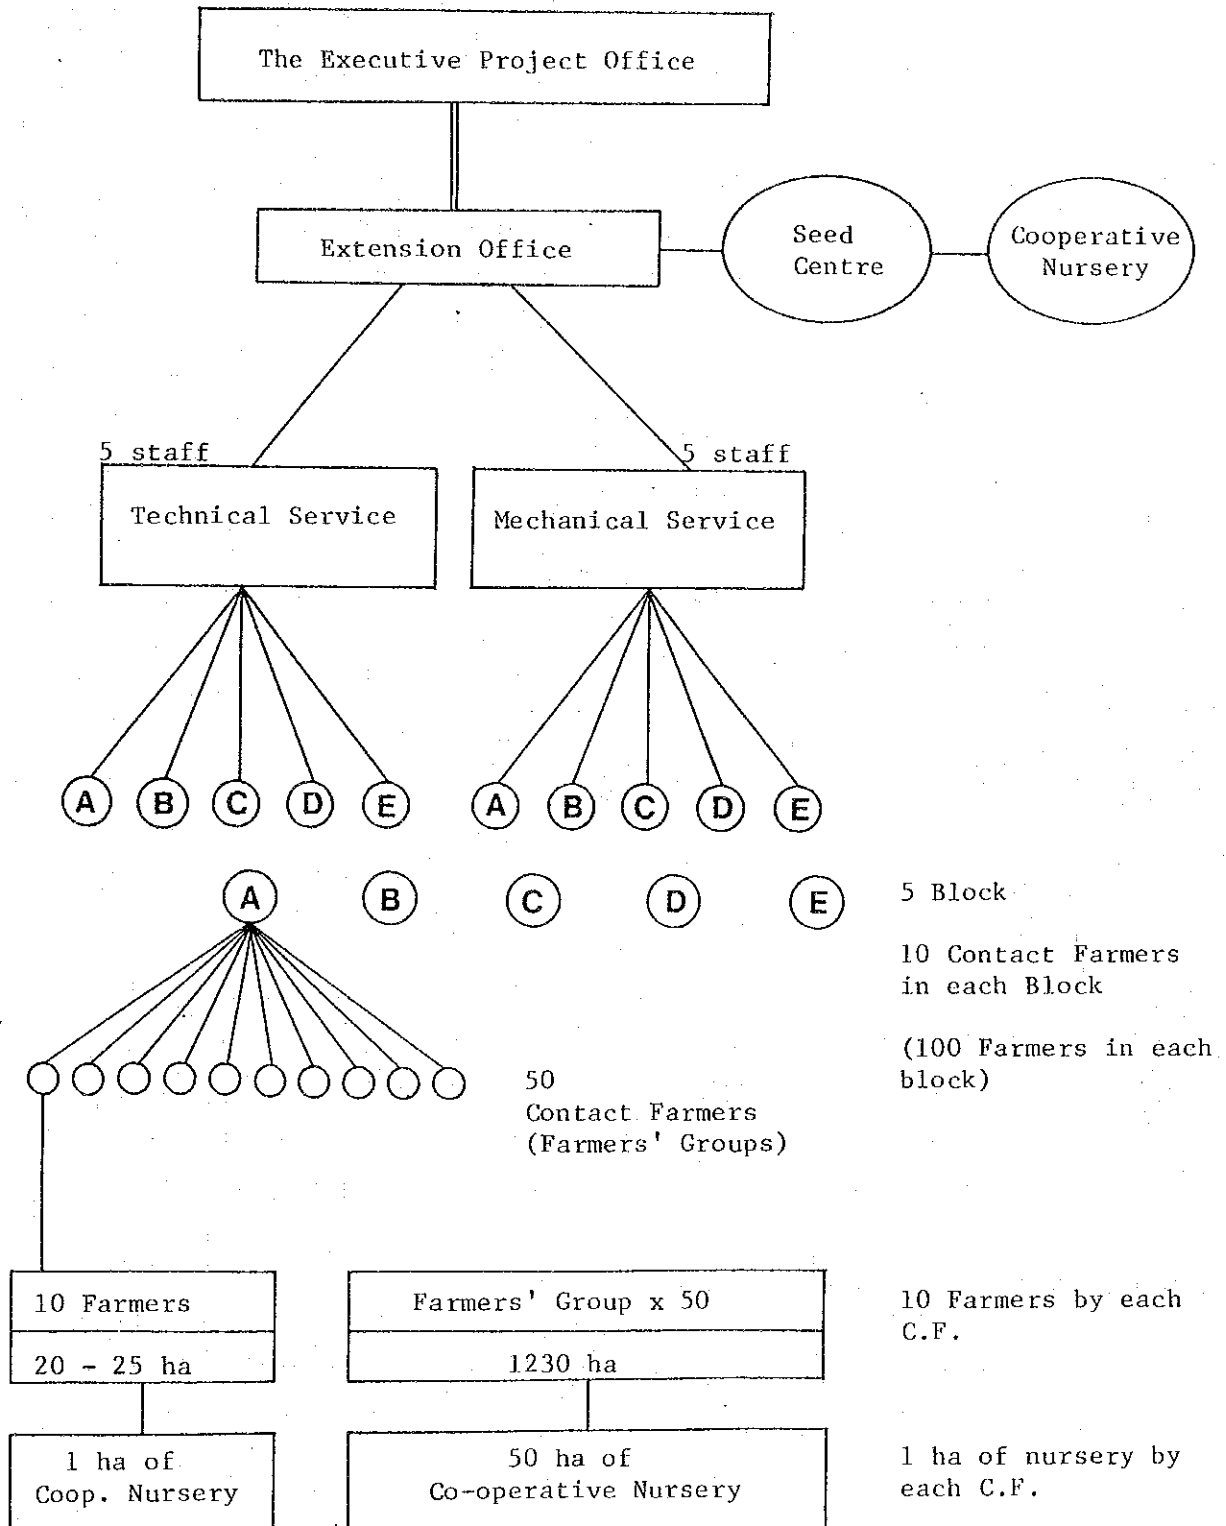 The Executive Project Office
Extension Office
Seed
Centre
Cooperative
Nursery
5 staff
5 staff
Technical Service
Mechanical Service
A B C D E
A B C D E
A B C D E
5 Block
10 Contact Farmers
in each Block
(100 Farmers in each
block)
50
Contact Farmers
(Farmers' Groups)
10 Farmers
20 - 25 ha
Farmers' Group x 50
1230 ha
10 Farmers by each
C.F.
1 ha of
Coop. Nursery
50 ha of
Co-operative Nursery
1 ha of nursery by
each C.F.